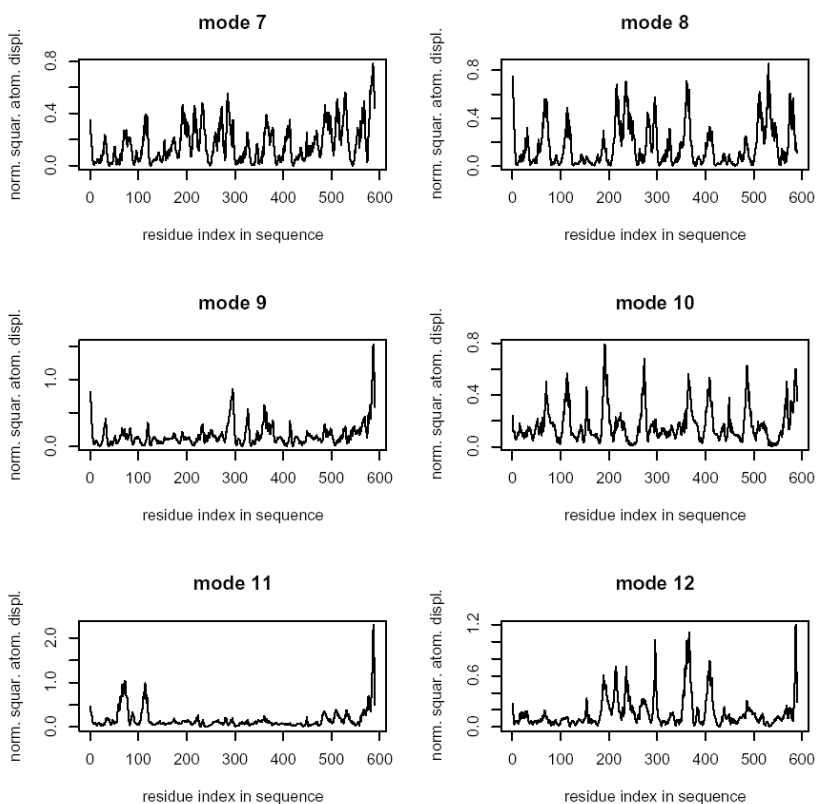 mode 7
norm. squar. atom. displ.
0.8
0.4
0.0
0 100 200 300 400 500 600
residue index in sequence
mode 8
norm. squar. atom. displ.
0.8
0.4
0.0
0 100 200 300 400 500 600
residue index in sequence
mode 9
norm. squar. atom. displ.
1.0
0.0
0 100 200 300 400 500 600
residue index in sequence
mode 10
norm. squar. atom. displ.
0.8
0.4
0.0
0 100 200 300 400 500 600
residue index in sequence
mode 11
norm. squar. atom. displ.
2.0
1.0
0.0
0 100 200 300 400 500 600
residue index in sequence
mode 12
norm. squar. atom. displ.
1.2
0.6
0.0
0 100 200 300 400 500 600
residue index in sequence